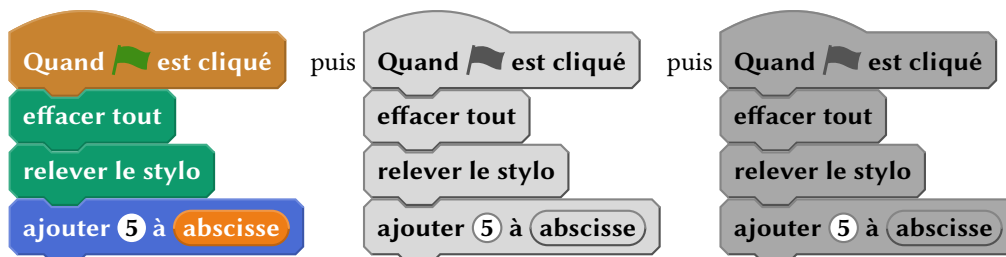 Quand est cliqué puis Quand est cliqué puis Quand est cliqué
effacer tout effacer tout effacer tout
relever le stylo relever le stylo relever le stylo
ajouter 5 à abscisse ajouter 5 à abscisse ajouter 5 à abscisse